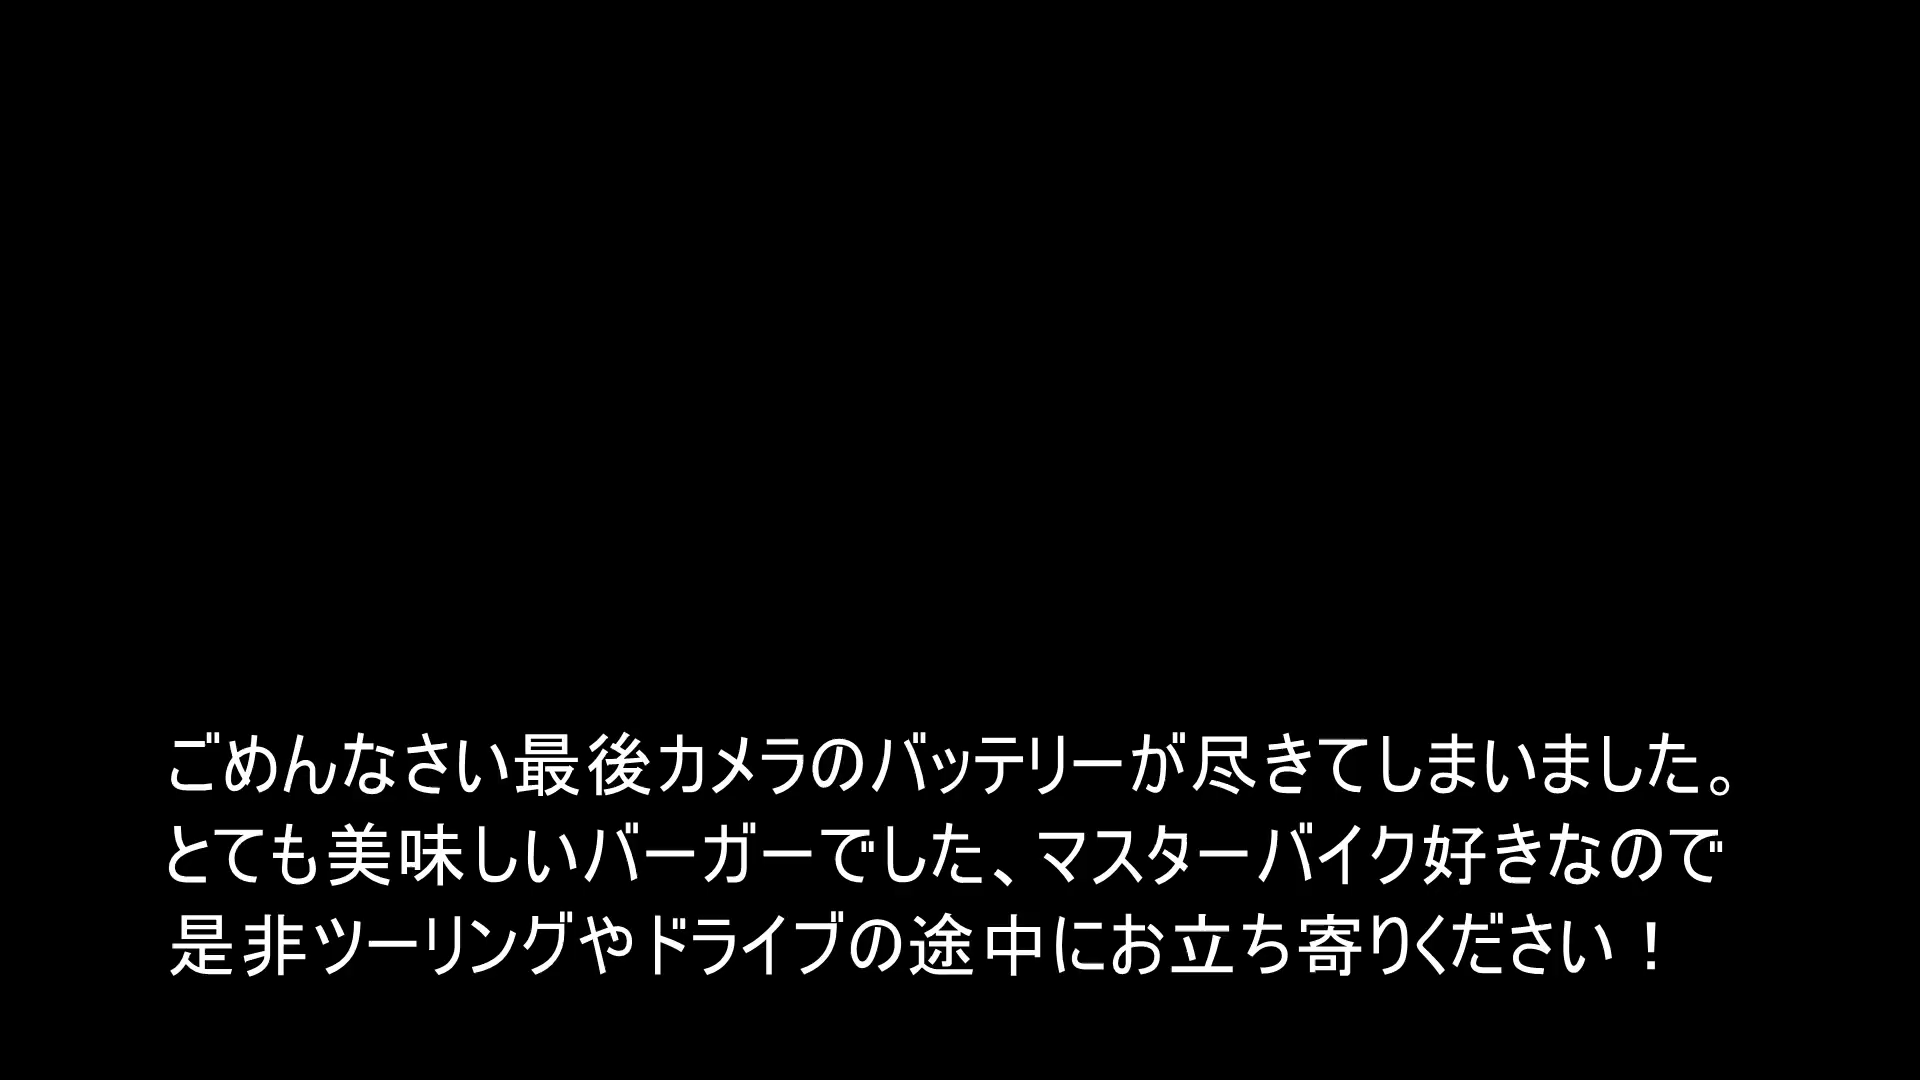 ごめんなさい最後カメラのバッテリーが尽きてしまいました。
とても美味しいバーガーでした、マスターバイク好きなので
是非ツーリングやドライブの途中にお立ち寄りください！